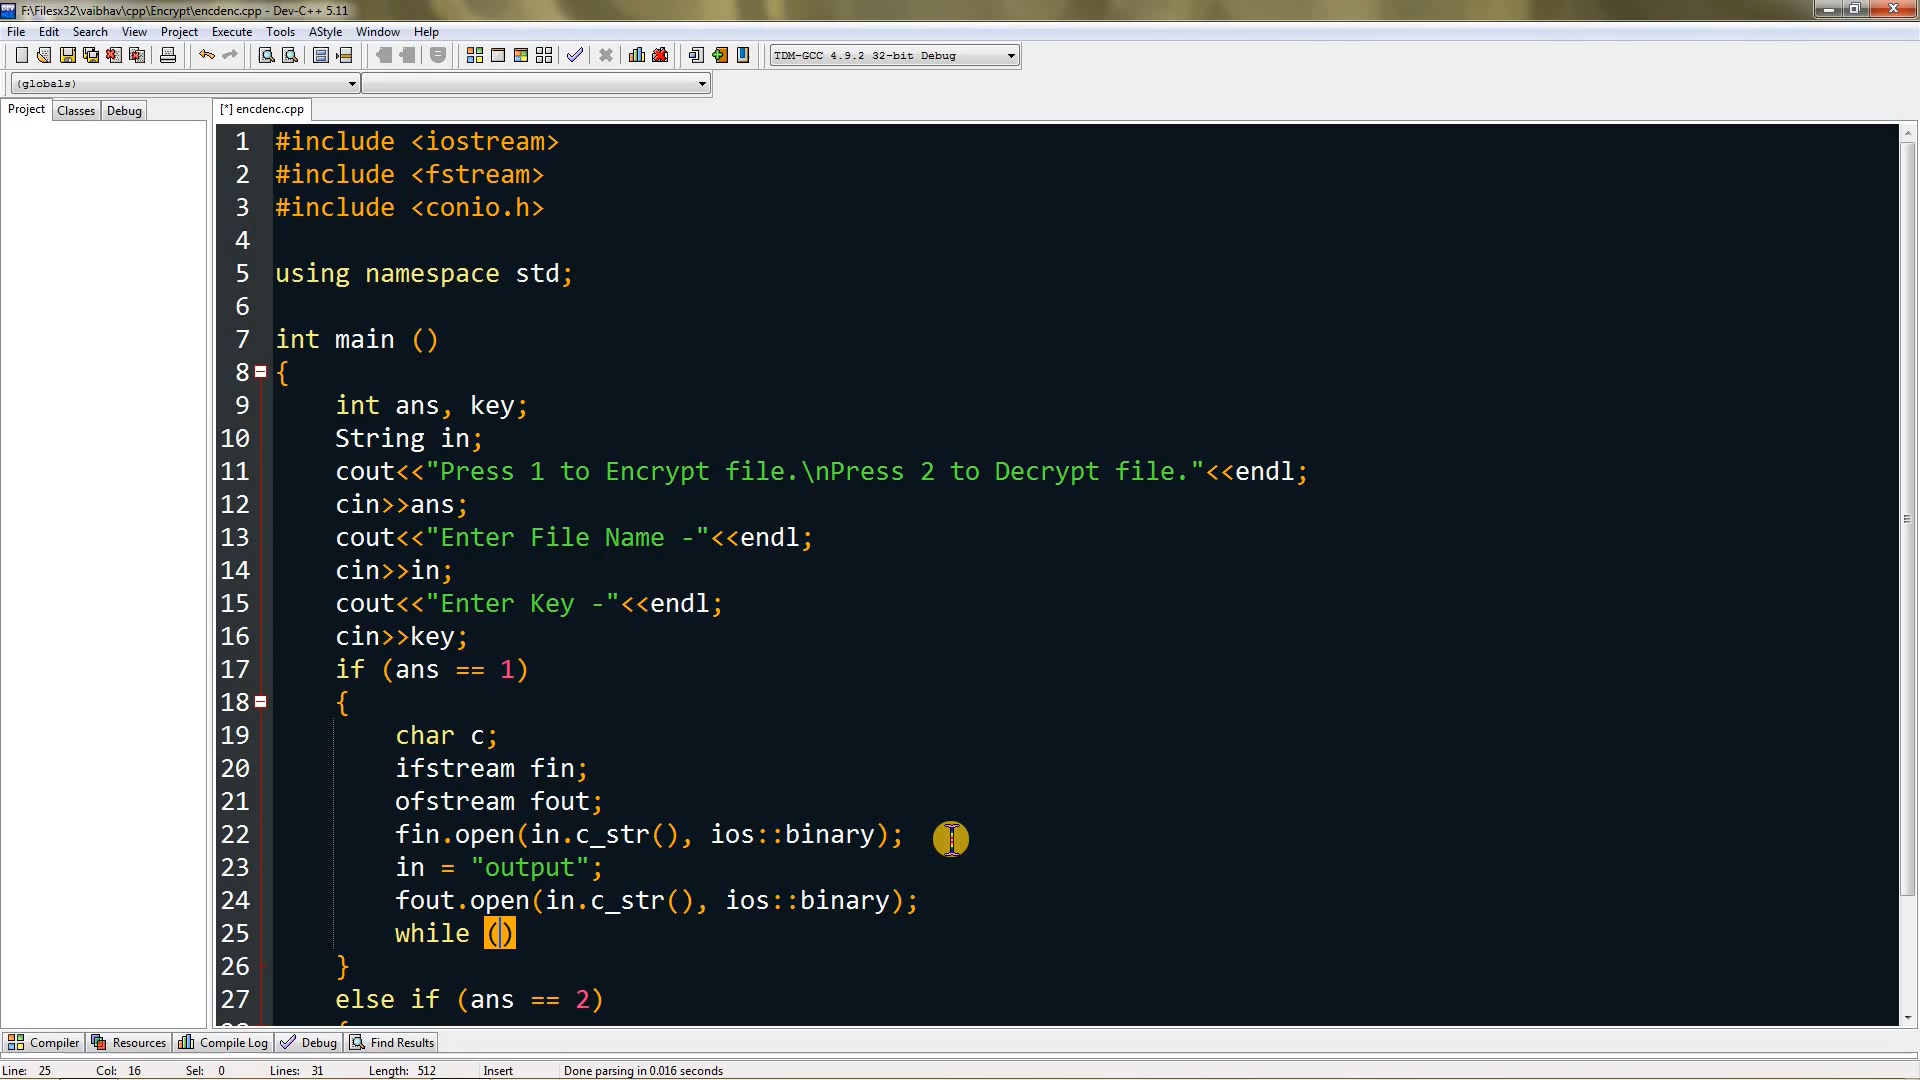 F:\Filesx32\vaibhav\cpp\Encrypt\encdenc.cpp - Dev-C++ 5.11
File Edit Search View Project Execute Tools AStyle Window Help
TDM-GCC 4.9.2 32-bit Debug
(globals)
Project Classes Debug
[*] encdenc.cpp
1 #include <iostream>
2 #include <fstream>
3 #include <conio.h>
4
5 using namespace std;
6
7 int main ()
8 {
9 int ans, key;
10 String in;
11 cout<<"Press 1 to Encrypt file.\nPress 2 to Decrypt file."<<endl;
12 cin>>ans;
13 cout<<"Enter File Name -"<<endl;
14 cin>>in;
15 cout<<"Enter Key -"<<endl;
16 cin>>key;
17 if (ans == 1)
18 {
19 char c;
20 ifstream fin;
21 ofstream fout;
22 fin.open(in.c_str(), ios::binary);
23 in = "output";
24 fout.open(in.c_str(), ios::binary);
25 while ()
26 }
27 else if (ans == 2)
Compiler Resources Compile Log Debug Find Results
Line: 25 Col: 16 Sel: 0 Lines: 31 Length: 512 Insert Done parsing in 0.016 seconds